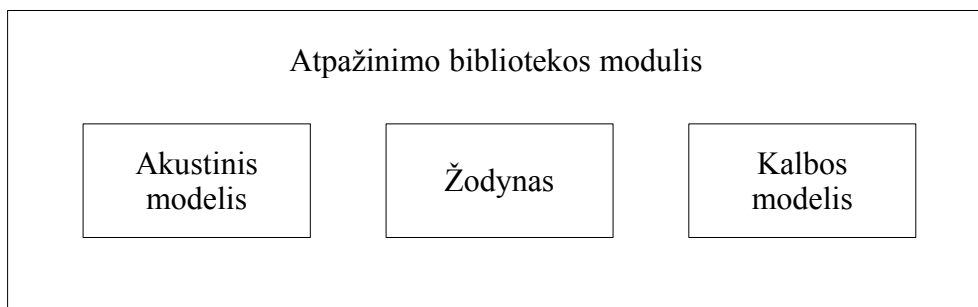 Atpažinimo bibliotekos modulis
Akustinis
modelis
Žodynas
Kalbos
modelis